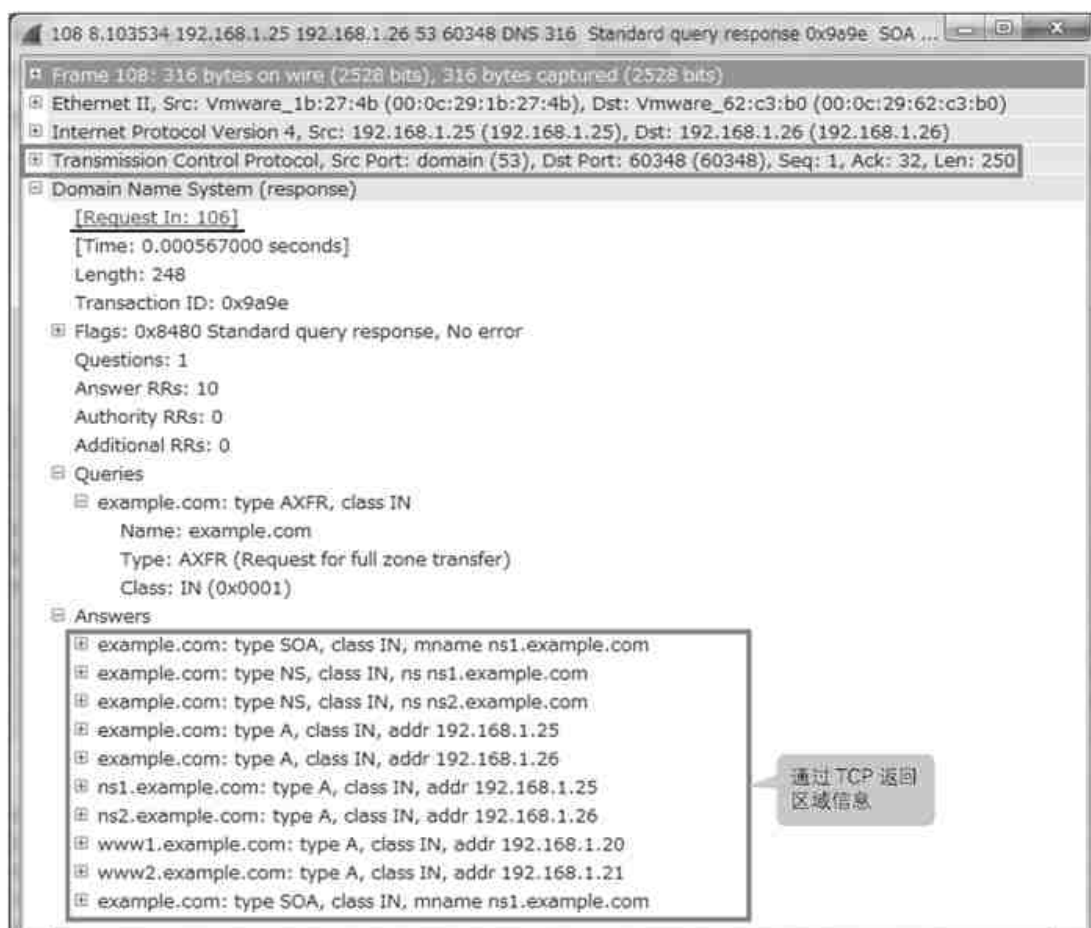 108 8.103534 192.168.1.25 192.168.1.26 53 60348 DNS 316 Standard query response 0x9a9e SOA ...
Frame 108: 316 bytes on wire (2528 bits), 316 bytes captured (2528 bits)
Ethernet II, Src: Vmware_1b:27:4b (00:0c:29:1b:27:4b), Dst: Vmware_62:c3:b0 (00:0c:29:62:c3:b0)
Internet Protocol Version 4, Src: 192.168.1.25 (192.168.1.25), Dst: 192.168.1.26 (192.168.1.26)
Transmission Control Protocol, Src Port: domain (53), Dst Port: 60348 (60348), Seq: 1, Ack: 32, Len: 250
Domain Name System (response)
[Request In: 106]
[Time: 0.000567000 seconds]
Length: 248
Transaction ID: 0x9a9e
Flags: 0x8480 Standard query response, No error
Questions: 1
Answer RRs: 10
Authority RRs: 0
Additional RRs: 0
Queries
example.com: type AXFR, class IN
Name: example.com
Type: AXFR (Request for full zone transfer)
Class: IN (0x0001)
Answers
example.com: type SOA, class IN, mname ns1.example.com
example.com: type NS, class IN, ns ns1.example.com
example.com: type NS, class IN, ns ns2.example.com
example.com: type A, class IN, addr 192.168.1.25
example.com: type A, class IN, addr 192.168.1.26
ns1.example.com: type A, class IN, addr 192.168.1.25
ns2.example.com: type A, class IN, addr 192.168.1.26
www1.example.com: type A, class IN, addr 192.168.1.20
www2.example.com: type A, class IN, addr 192.168.1.21
example.com: type SOA, class IN, mname ns1.example.com
通过 TCP 返回
区域信息